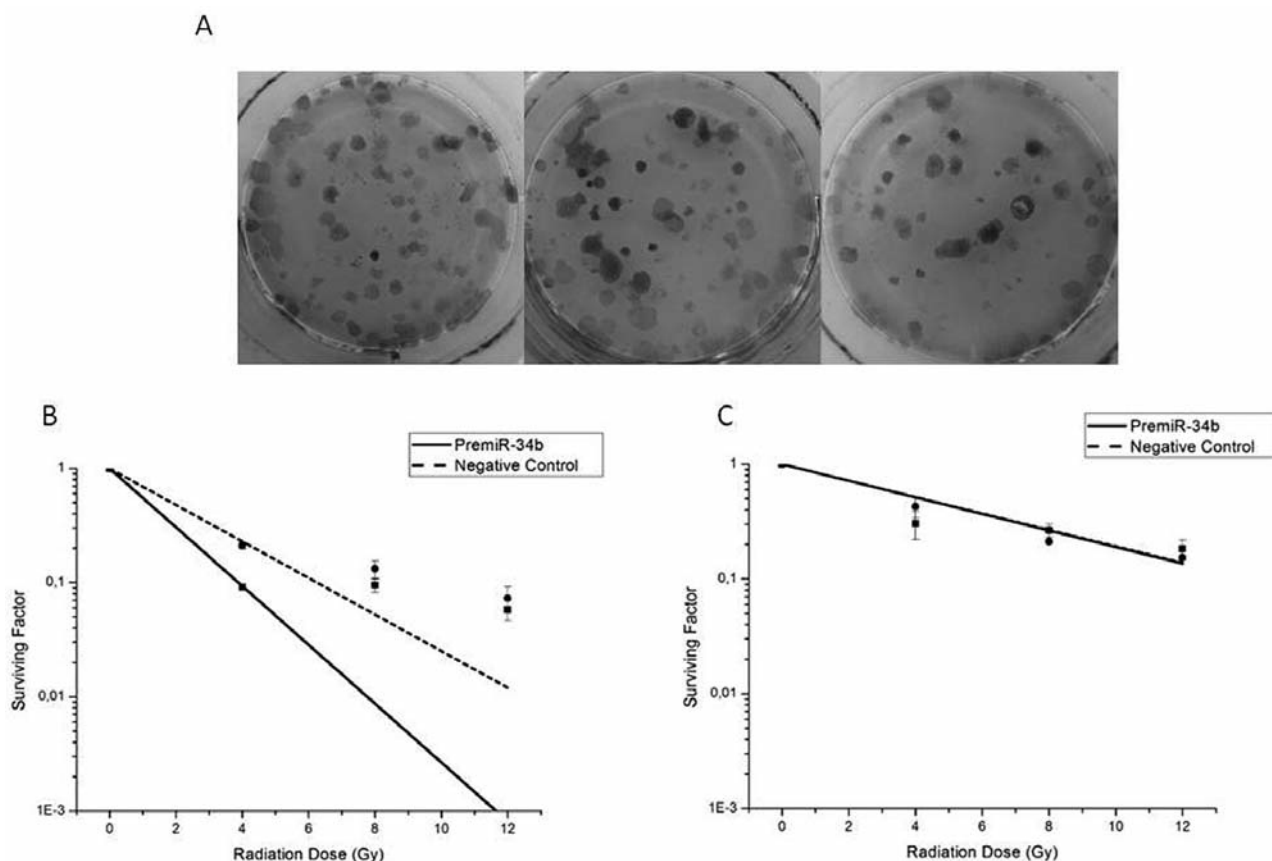 A
B
PremiR-34b
Negative Control
1
0,1
0,01
1E-3
Surviving Factor
0 2 4 6 8 10 12
Radiation Dose (Gy)
C
PremiR-34b
Negative Control
1
0,1
0,01
1E-3
Surviving Factor
0 2 4 6 8 10 12
Radiation Dose (Gy)